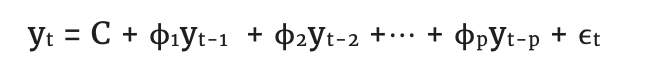 yₜ = C + ϕ₁yₜ₋₁ + ϕ₂yₜ₋₂ +⋯ + ϕₚyₜ₋ₚ + ϵₜ